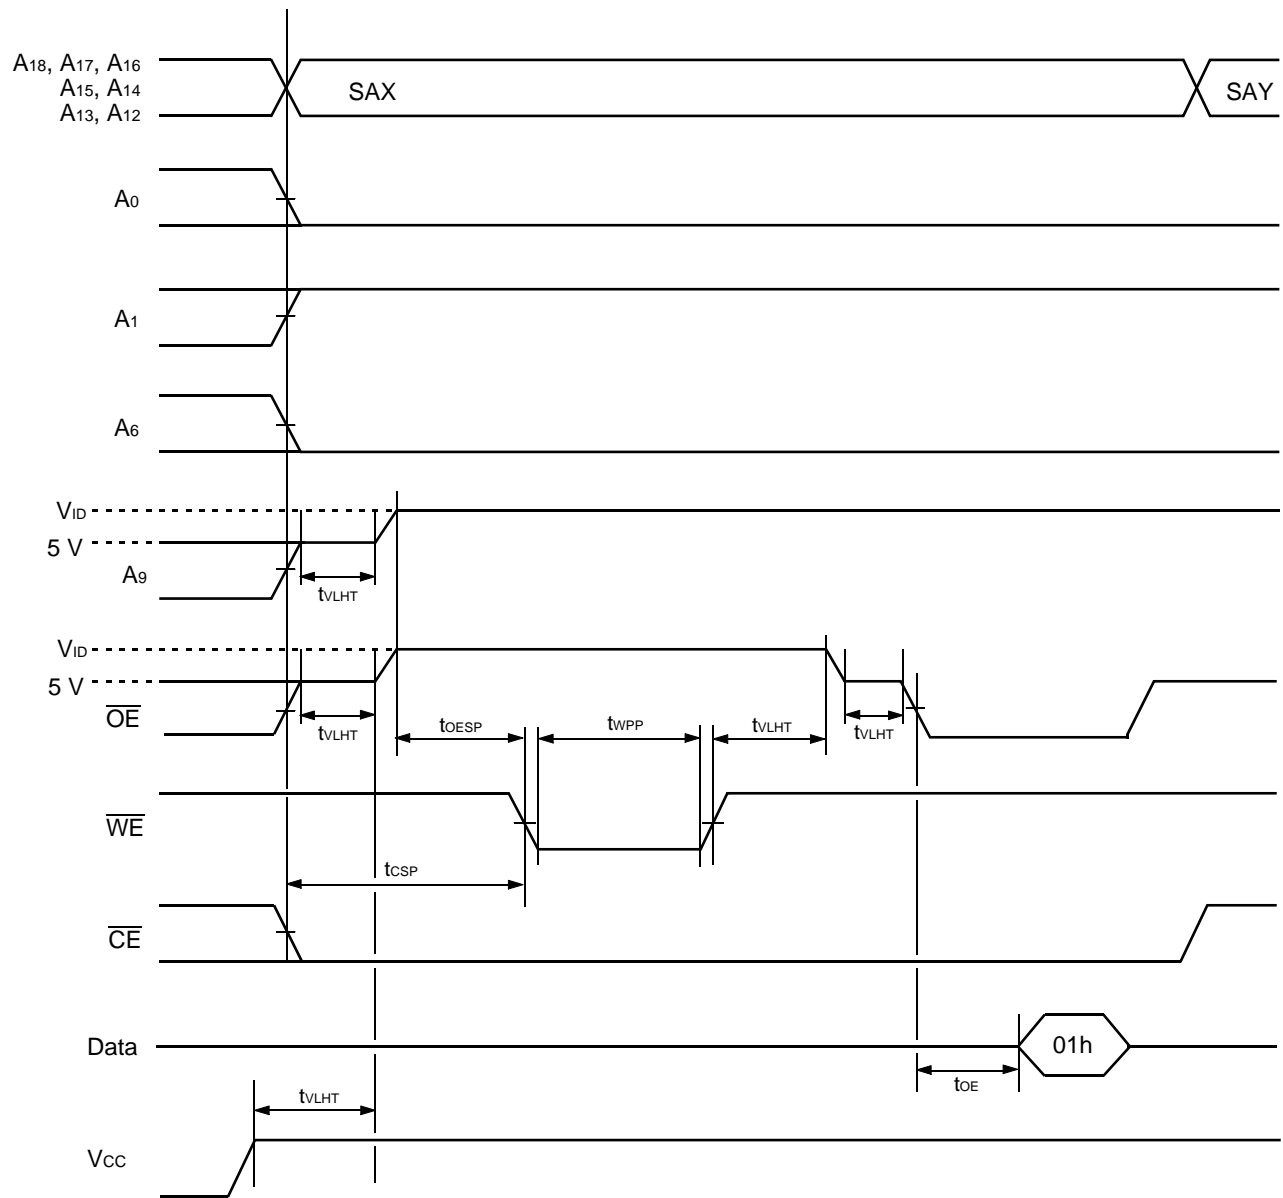 A18, A17, A16
A15, A14
A13, A12
SAX
SAY
A0
A1
A6
VID
5 V
A9
tVLHT
VID
5 V
OE
tVLHT
tOESP
tWPP
tVLHT
tVLHT
WE
tCSP
CE
Data
01h
tOE
tVLHT
VCC